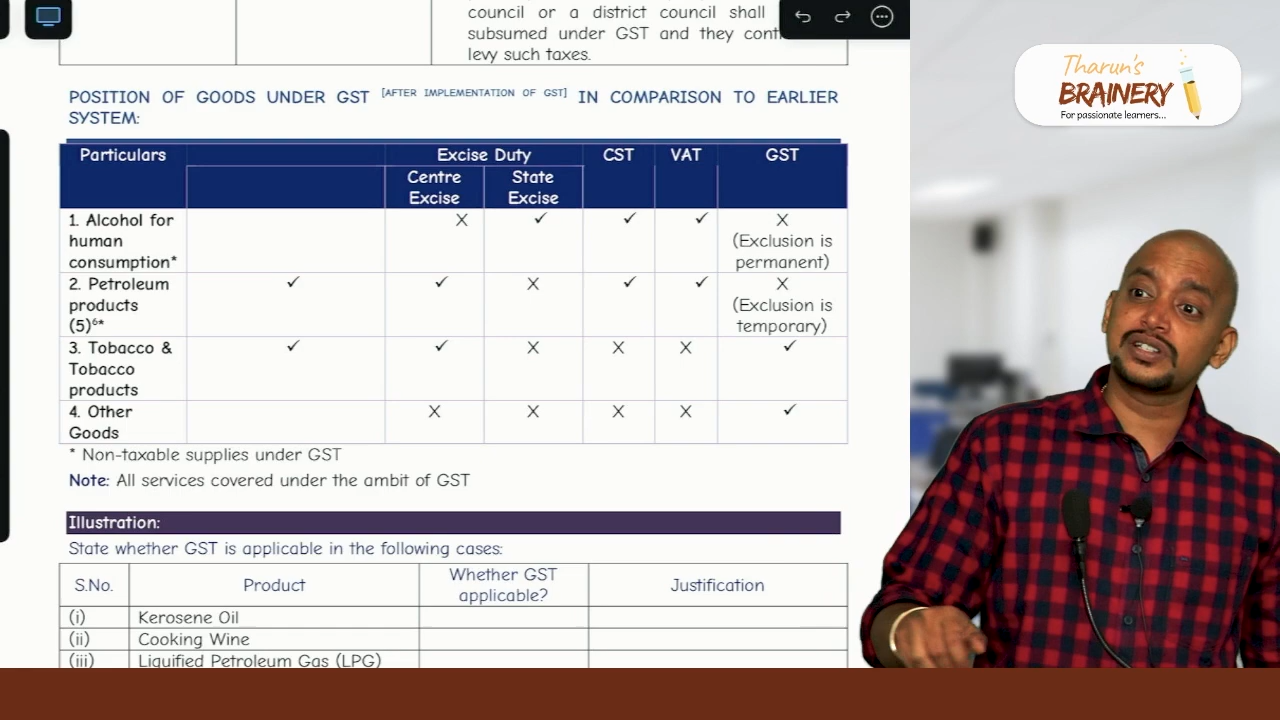 council or a district council shall
subsumed under GST and they cont
levy such taxes.
POSITION OF GOODS UNDER GST [AFTER IMPLEMENTATION OF GST] IN COMPARISON TO EARLIER
SYSTEM:
Particulars Excise Duty CST VAT GST
Centre Excise State Excise
1. Alcohol for human consumption* X ✓ ✓ ✓ X (Exclusion is permanent)
2. Petroleum products (5)⁶* ✓ ✓ X ✓ ✓ X (Exclusion is temporary)
3. Tobacco & Tobacco products ✓ ✓ X X X ✓
4. Other Goods X X X X ✓
* Non-taxable supplies under GST
Note: All services covered under the ambit of GST
Illustration:
State whether GST is applicable in the following cases:
S.No. Product Whether GST applicable? Justification
(i) Kerosene Oil
(ii) Cooking Wine
(iii) Liquified Petroleum Gas (LPG)
Tharun's
BRAINERY
For passionate learners...